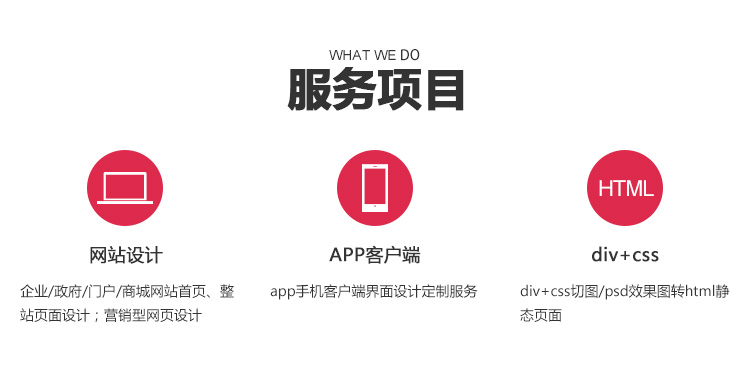 WHAT WE DO
服务项目
HTML
网站设计
APP客户端
div+css
企业/政府/门户/商城网站首页、整
站页面设计；营销型网页设计
app手机客户端界面设计定制服务
div+css切图/psd效果图转html静
态页面